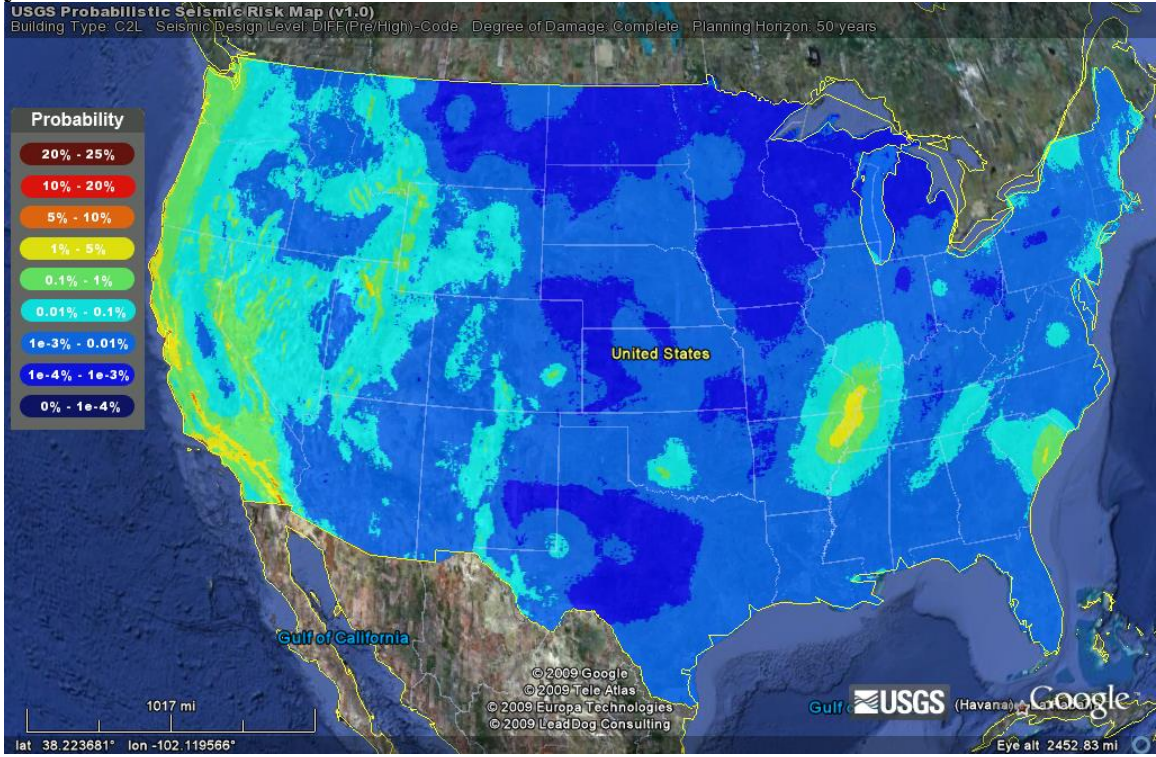 USGS Probabilistic Seismic Risk Map (v1.0)
Building Type: C2L Seismic Design Level: DIFF(Pre/High)-Code Degree of Damage: Complete Planning Horizon: 50 years
Probability
20% - 25%
10% - 20%
5% - 10%
1% - 5%
0.1% - 1%
0.01% - 0.1%
1e-3% - 0.01%
1e-4% - 1e-3%
0% - 1e-4%
United States
Gulf of California
© 2009 Google
© 2009 Tele Atlas
© 2009 Europa Technologies
© 2009 LeadDog Consulting
1017 mi
Gulf
USGS
(Havana)
Google
lat 38.223681° lon -102.119566°
Eye alt 2452.83 mi